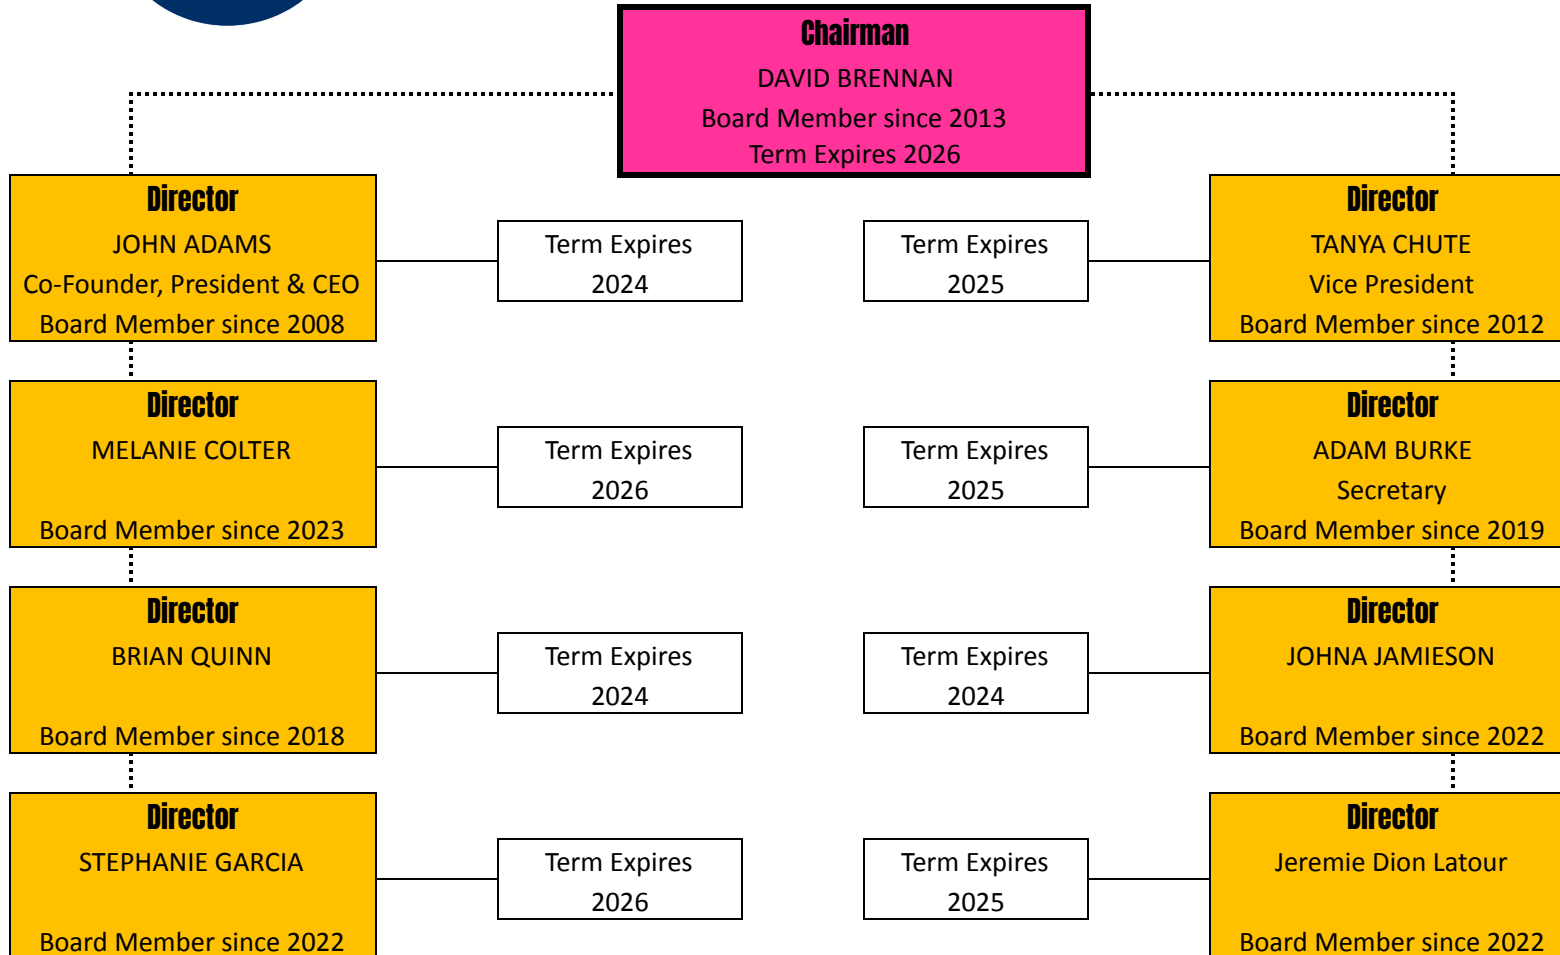 Chairman
DAVID BRENNAN
Board Member since 2013
Term Expires 2026
Director
JOHN ADAMS
Co-Founder, President & CEO
Board Member since 2008
Term Expires
2024
Term Expires
2025
Director
TANYA CHUTE
Vice President
Board Member since 2012
Director
MELANIE COLTER
Board Member since 2023
Term Expires
2026
Term Expires
2025
Director
ADAM BURKE
Secretary
Board Member since 2019
Director
BRIAN QUINN
Board Member since 2018
Term Expires
2024
Term Expires
2024
Director
JOHNA JAMIESON
Board Member since 2022
Director
STEPHANIE GARCIA
Board Member since 2022
Term Expires
2026
Term Expires
2025
Director
Jeremie Dion Latour
Board Member since 2022